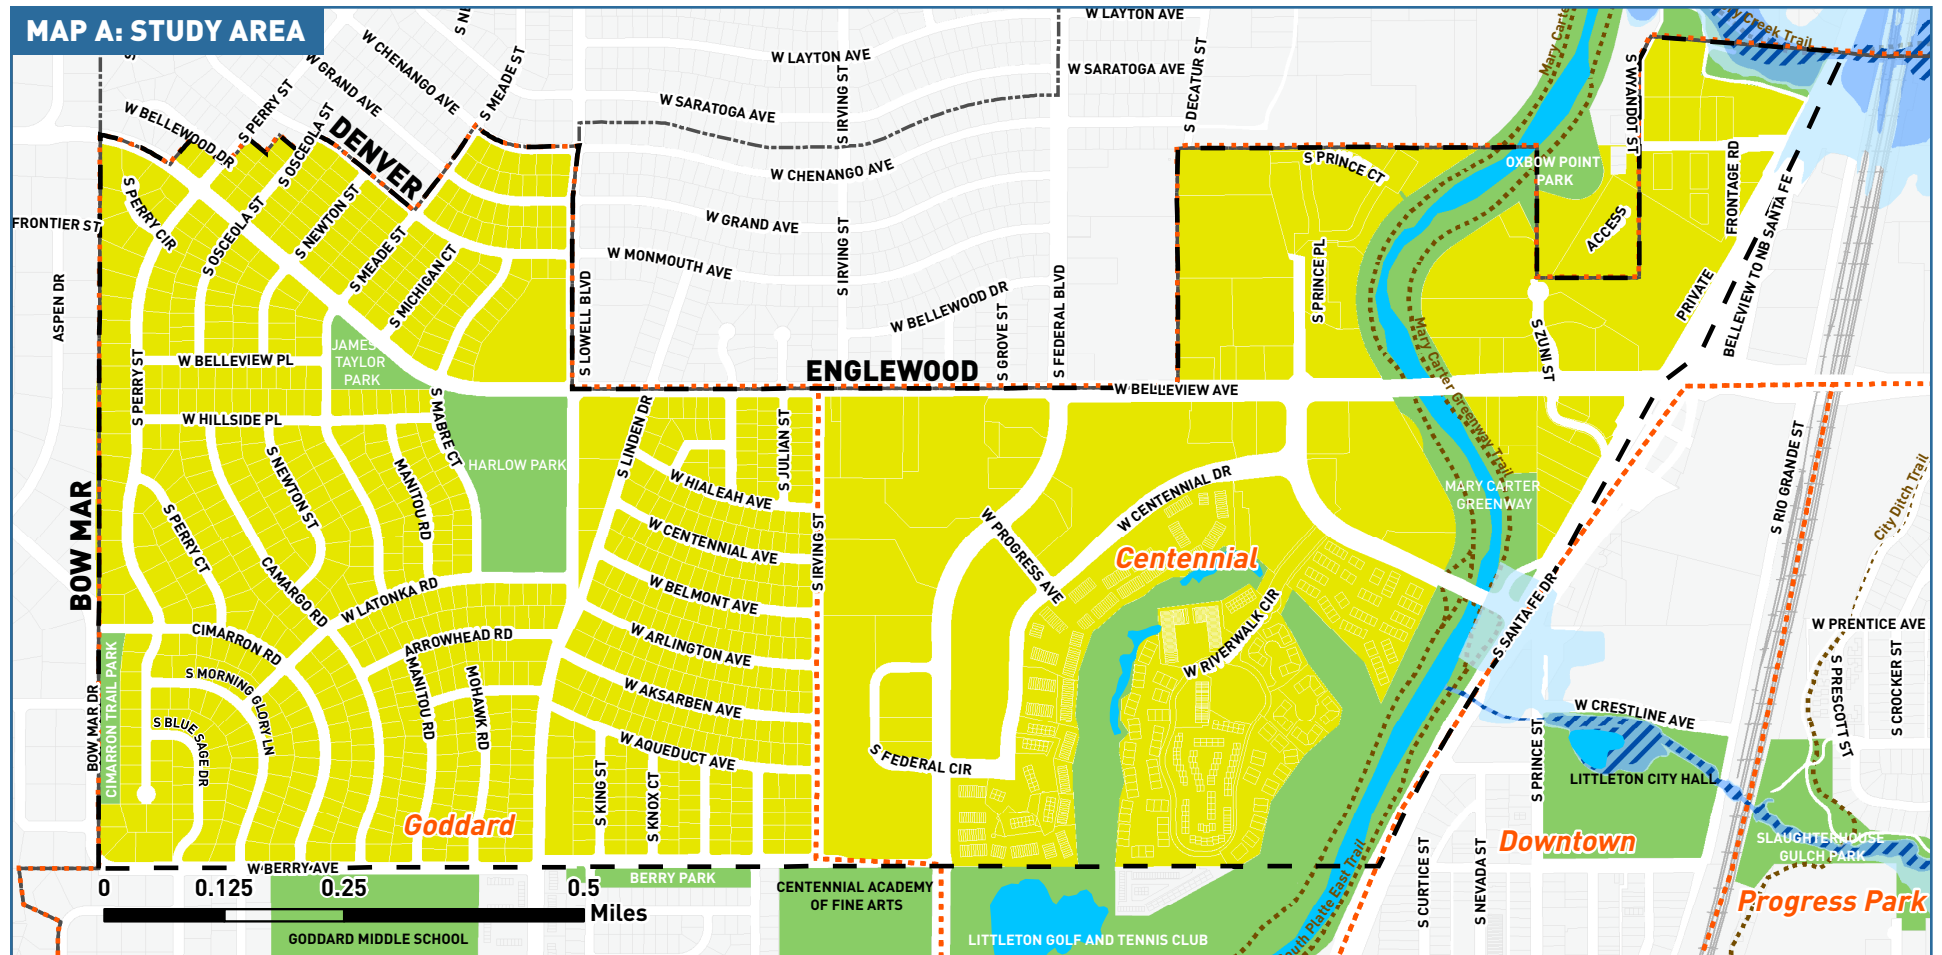 MAP A: STUDY AREA
W LAYTON AVE
W LAYTON AVE
W CHENANGO AVE
W GRAND AVE
S MEADE ST
S IRVING ST
W SARATOGA AVE
W SARATOGA AVE
S DECATUR ST
Mary Carte
Creek Trail
S WYANDOT ST
W BELLEWOOD DR
S PERRY ST
S OSCEOLA ST
DENVER
W CHENANGO AVE
S PRINCE CT
OXBOW POINT
PARK
FRONTAGE RD
S PERRY CIR
S OSCEOLA ST
S NEWTON ST
S MEADE ST
S MICHIGAN CT
FRONTIER ST
W GRAND AVE
S IRVING ST
W MONMOUTH AVE
ACCESS
PRIVATE
BELLEVIEW TO NB SANTA FE
ASPEN DR
S LOWELL BLVD
W BELLEWOOD DR
S GROVE ST
S FEDERAL BLVD
S PRINCE PL
S ZUNI ST
JAMES
TAYLOR
PARK
W BELLEVIEW PL
S PERRY ST
ENGLEWOOD
W BELLEVIEW AVE
Mary Carter Greenway Trail
W HILLSIDE PL
S MABRE CT
HARLOW PARK
S LINDEN DR
S JULIAN ST
W HIALEAH AVE
S NEWTON ST
MANITOU RD
S PERRY CT
BOW MAR
CAMARGO RD
W LATONKA RD
W CENTENNIAL AVE
W BELMONT AVE
S IRVING ST
W PROGRESS AVE
W CENTENNIAL DR
Centennial
MARY CARTER
GREENWAY
S RIO GRANDE ST
City Ditch Trail
W ARLINGTON AVE
W RIVERWALK CIR
S SANTA FE DR
W PRENTICE AVE
S PRESCOTT ST
S CROCKER ST
CIMARRON RD
ARROWHEAD RD
MANITOU RD
MOHAWK RD
S MORNING GLORY LN
S BLUE SAGE DR
CIMARRON TRAIL PARK
BOW MAR DR
W AKSARBEN AVE
W AQUEDUCT AVE
S KING ST
S KNOX CT
S FEDERAL CIR
W CRESTLINE AVE
S PRINCE ST
LITTLETON CITY HALL
Goddard
Downtown
SLAUGHTERHOUSE
GULCH PARK
Progress Park
S CURTICE ST
S NEVADA ST
W BERRY AVE
BERRY PARK
CENTENNIAL ACADEMY
OF FINE ARTS
0 0.125 0.25 0.5
Miles
GODDARD MIDDLE SCHOOL
LITTLETON GOLF AND TENNIS CLUB
outh Platte East Trail